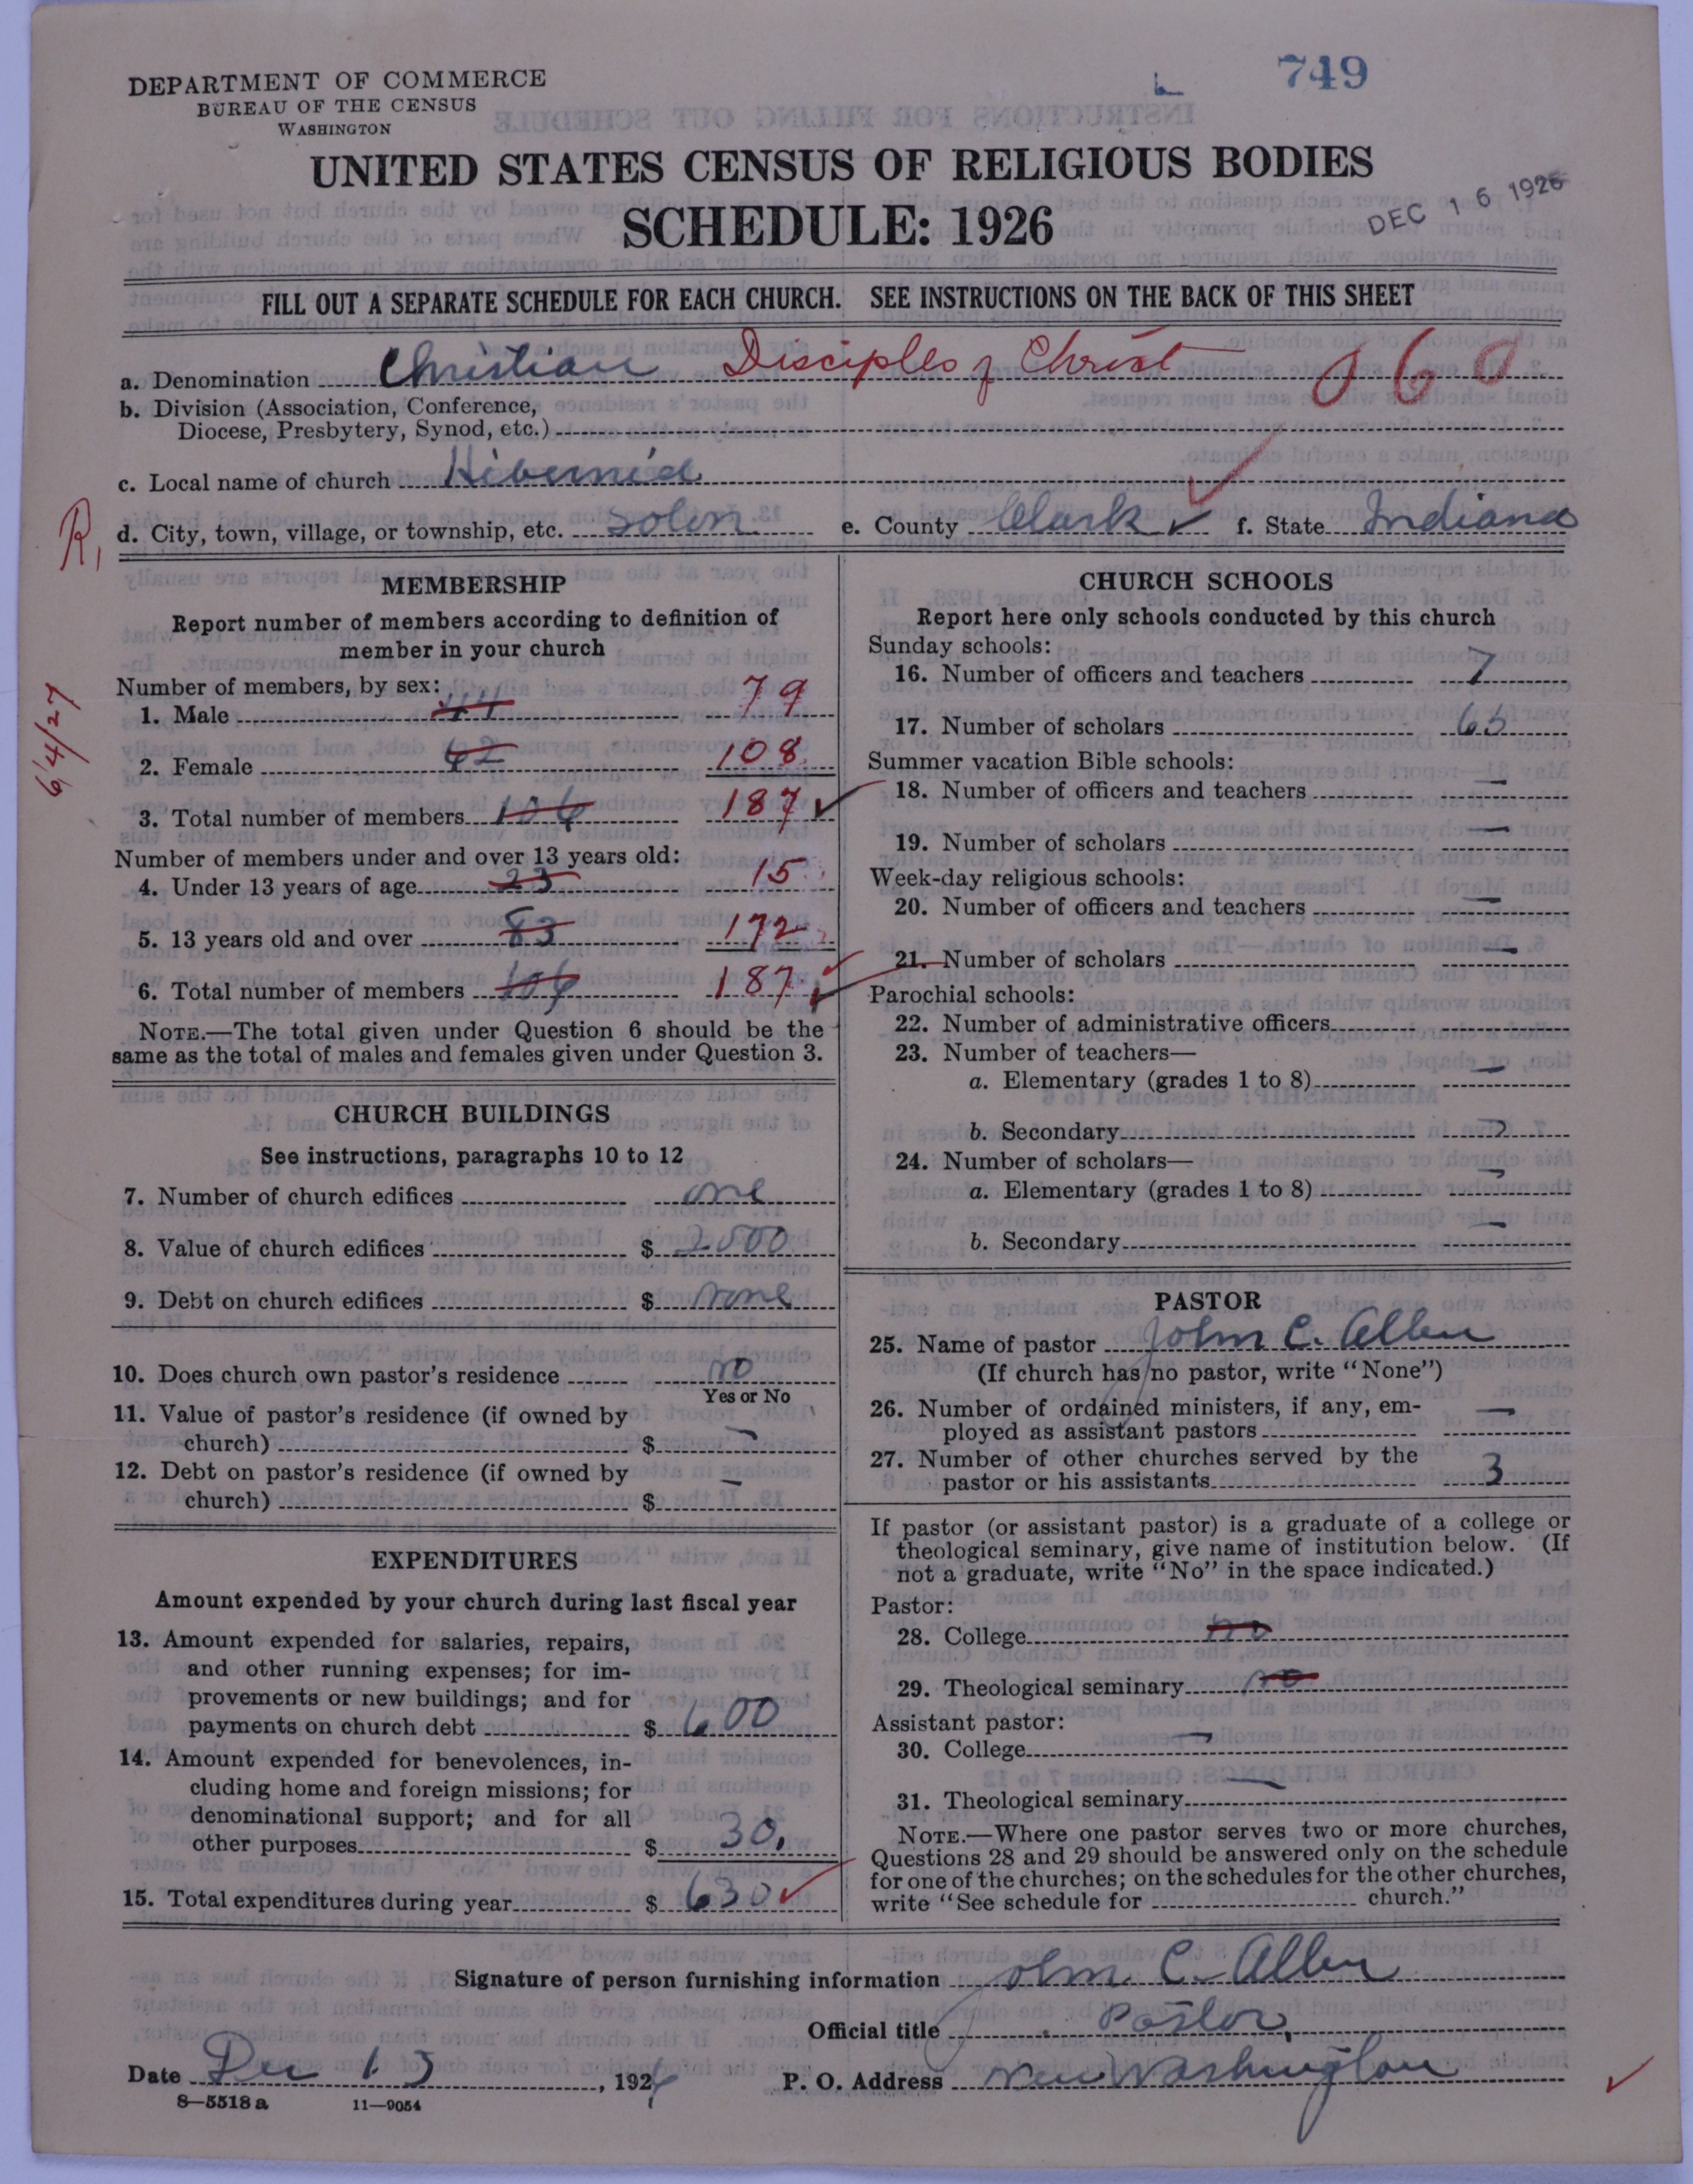 749
DEPARTMENT OF COMMERCE
BUREAU OF THE CENSUS
WASHINGTON
UNITED STATES CENSUS OF RELIGIOUS BODIES
SCHEDULE: 1926
DEC 16 1926
FILL OUT A SEPARATE SCHEDULE FOR EACH CHURCH. SEE INSTRUCTIONS ON THE BACK OF THIS SHEET
a. Denomination Christian Disciples of Christ 060
b. Division (Association, Conference,
Diocese, Presbytery, Synod, etc.)
c. Local name of church Hibernia
R,
d. City, town, village, or township, etc. Solon e. County Clark ✓ f. State Indiana
6/4/27
MEMBERSHIP
Report number of members according to definition of
member in your church
Number of members, by sex:
1. Male 44 79
2. Female 62 108
3. Total number of members 106 187 ✓
Number of members under and over 13 years old:
4. Under 13 years of age 23 15
5. 13 years old and over 83 172
6. Total number of members 106 187 ✓
NOTE.—The total given under Question 6 should be the
same as the total of males and females given under Question 3.
CHURCH BUILDINGS
See instructions, paragraphs 10 to 12
7. Number of church edifices one
8. Value of church edifices $ 2500
9. Debt on church edifices $ none
10. Does church own pastor's residence no
Yes or No
11. Value of pastor's residence (if owned by
church) $ —
12. Debt on pastor's residence (if owned by
church) $ —
EXPENDITURES
Amount expended by your church during last fiscal year
13. Amount expended for salaries, repairs,
and other running expenses; for im-
provements or new buildings; and for
payments on church debt $ 600
14. Amount expended for benevolences, in-
cluding home and foreign missions; for
denominational support; and for all
other purposes $ 30.
15. Total expenditures during year $ 630 ✓
CHURCH SCHOOLS
Report here only schools conducted by this church
Sunday schools:
16. Number of officers and teachers 7
17. Number of scholars 65
Summer vacation Bible schools:
18. Number of officers and teachers —
19. Number of scholars —
Week-day religious schools:
20. Number of officers and teachers —
21. Number of scholars —
Parochial schools:
22. Number of administrative officers
23. Number of teachers—
a. Elementary (grades 1 to 8) —
b. Secondary —
24. Number of scholars—
a. Elementary (grades 1 to 8) —
b. Secondary —
PASTOR
25. Name of pastor John C. Allen
(If church has no pastor, write "None")
26. Number of ordained ministers, if any, em-
ployed as assistant pastors —
27. Number of other churches served by the
pastor or his assistants 3
If pastor (or assistant pastor) is a graduate of a college or
theological seminary, give name of institution below. (If
not a graduate, write "No" in the space indicated.)
Pastor:
28. College no
29. Theological seminary no
Assistant pastor:
30. College —
31. Theological seminary —
NOTE.—Where one pastor serves two or more churches,
Questions 28 and 29 should be answered only on the schedule
for one of the churches; on the schedules for the other churches,
write "See schedule for church."
Signature of person furnishing information John C. Allen
Official title Pastor,
Date Dec 15, 1926 P. O. Address New Washington
8—5518 a 11—9054